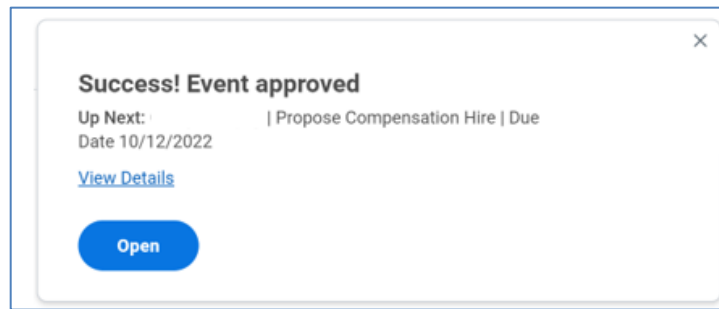 Success! Event approved
Up Next: | Propose Compensation Hire | Due
Date 10/12/2022
View Details
Open